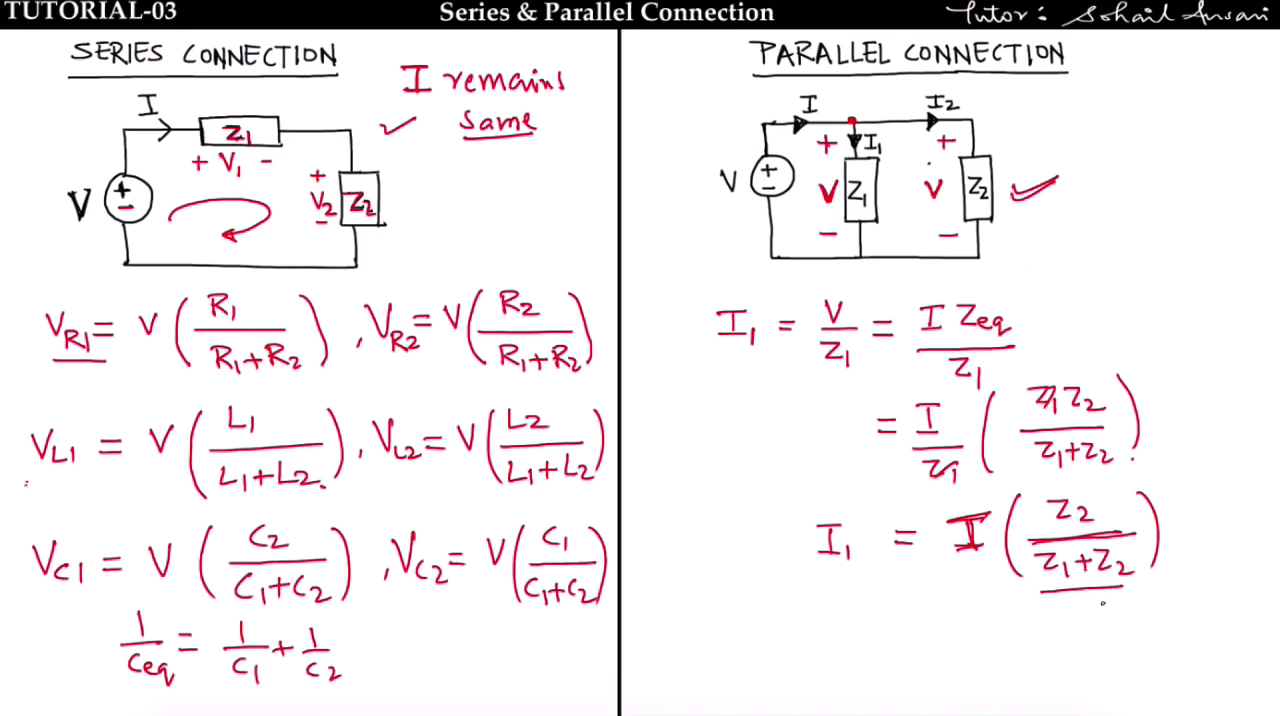 TUTORIAL-03
Series & Parallel Connection
Tutor: Sohail Ansari
SERIES CONNECTION
I remains
same
I
Z1
+ V1 -
V
+
-
+
V2
-
Z2
VR1 = V (R1 / (R1+R2)), VR2 = V (R2 / (R1+R2))
VL1 = V (L1 / (L1+L2)), VL2 = V (L2 / (L1+L2))
VC1 = V (C2 / (C1+C2)), VC2 = V (C1 / (C1+C2))
1/Ceq = 1/C1 + 1/C2
PARALLEL CONNECTION
I
I2
I1
V
+
-
+
V
-
Z1
+
V
-
Z2
I1 = V/Z1 = I Zeq / Z1
= I/Z1 (Z1Z2 / (Z1+Z2))
I1 = I (Z2 / (Z1+Z2))